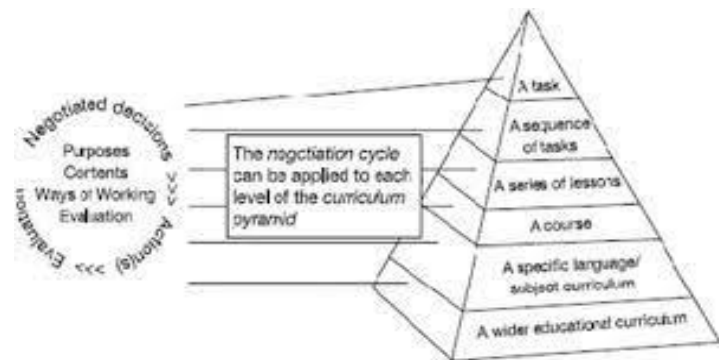 Negotiated decisions >>>
Action(s) >>>
Evaluation
Purposes
Contents
Ways of Working
Evaluation
The negotiation cycle
can be applied to each
level of the curriculum
pyramid
A task
A sequence
of tasks
A series of lessons
A course
A specific language/
subject curriculum
A wider educational curriculum